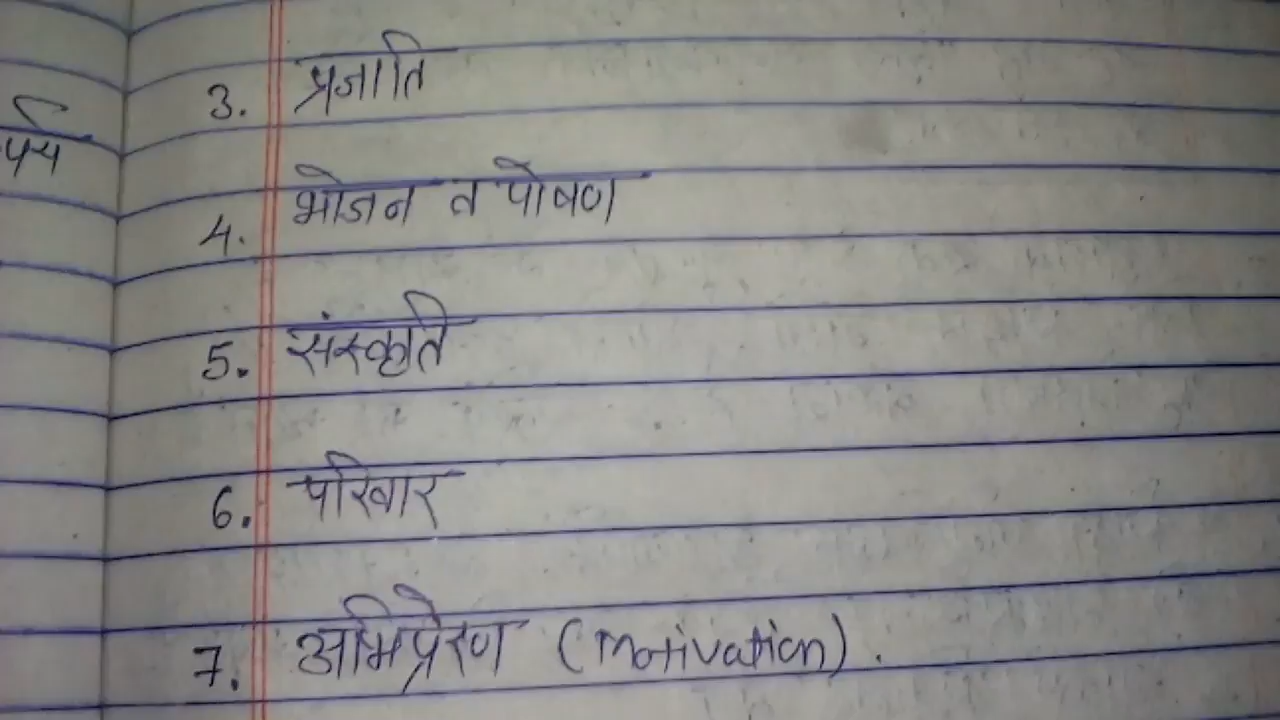 3. प्रजाति
4. भोजन व पोषण
5. संस्कृति
6. परिवार
7. अभिप्रेरण (Motivation).